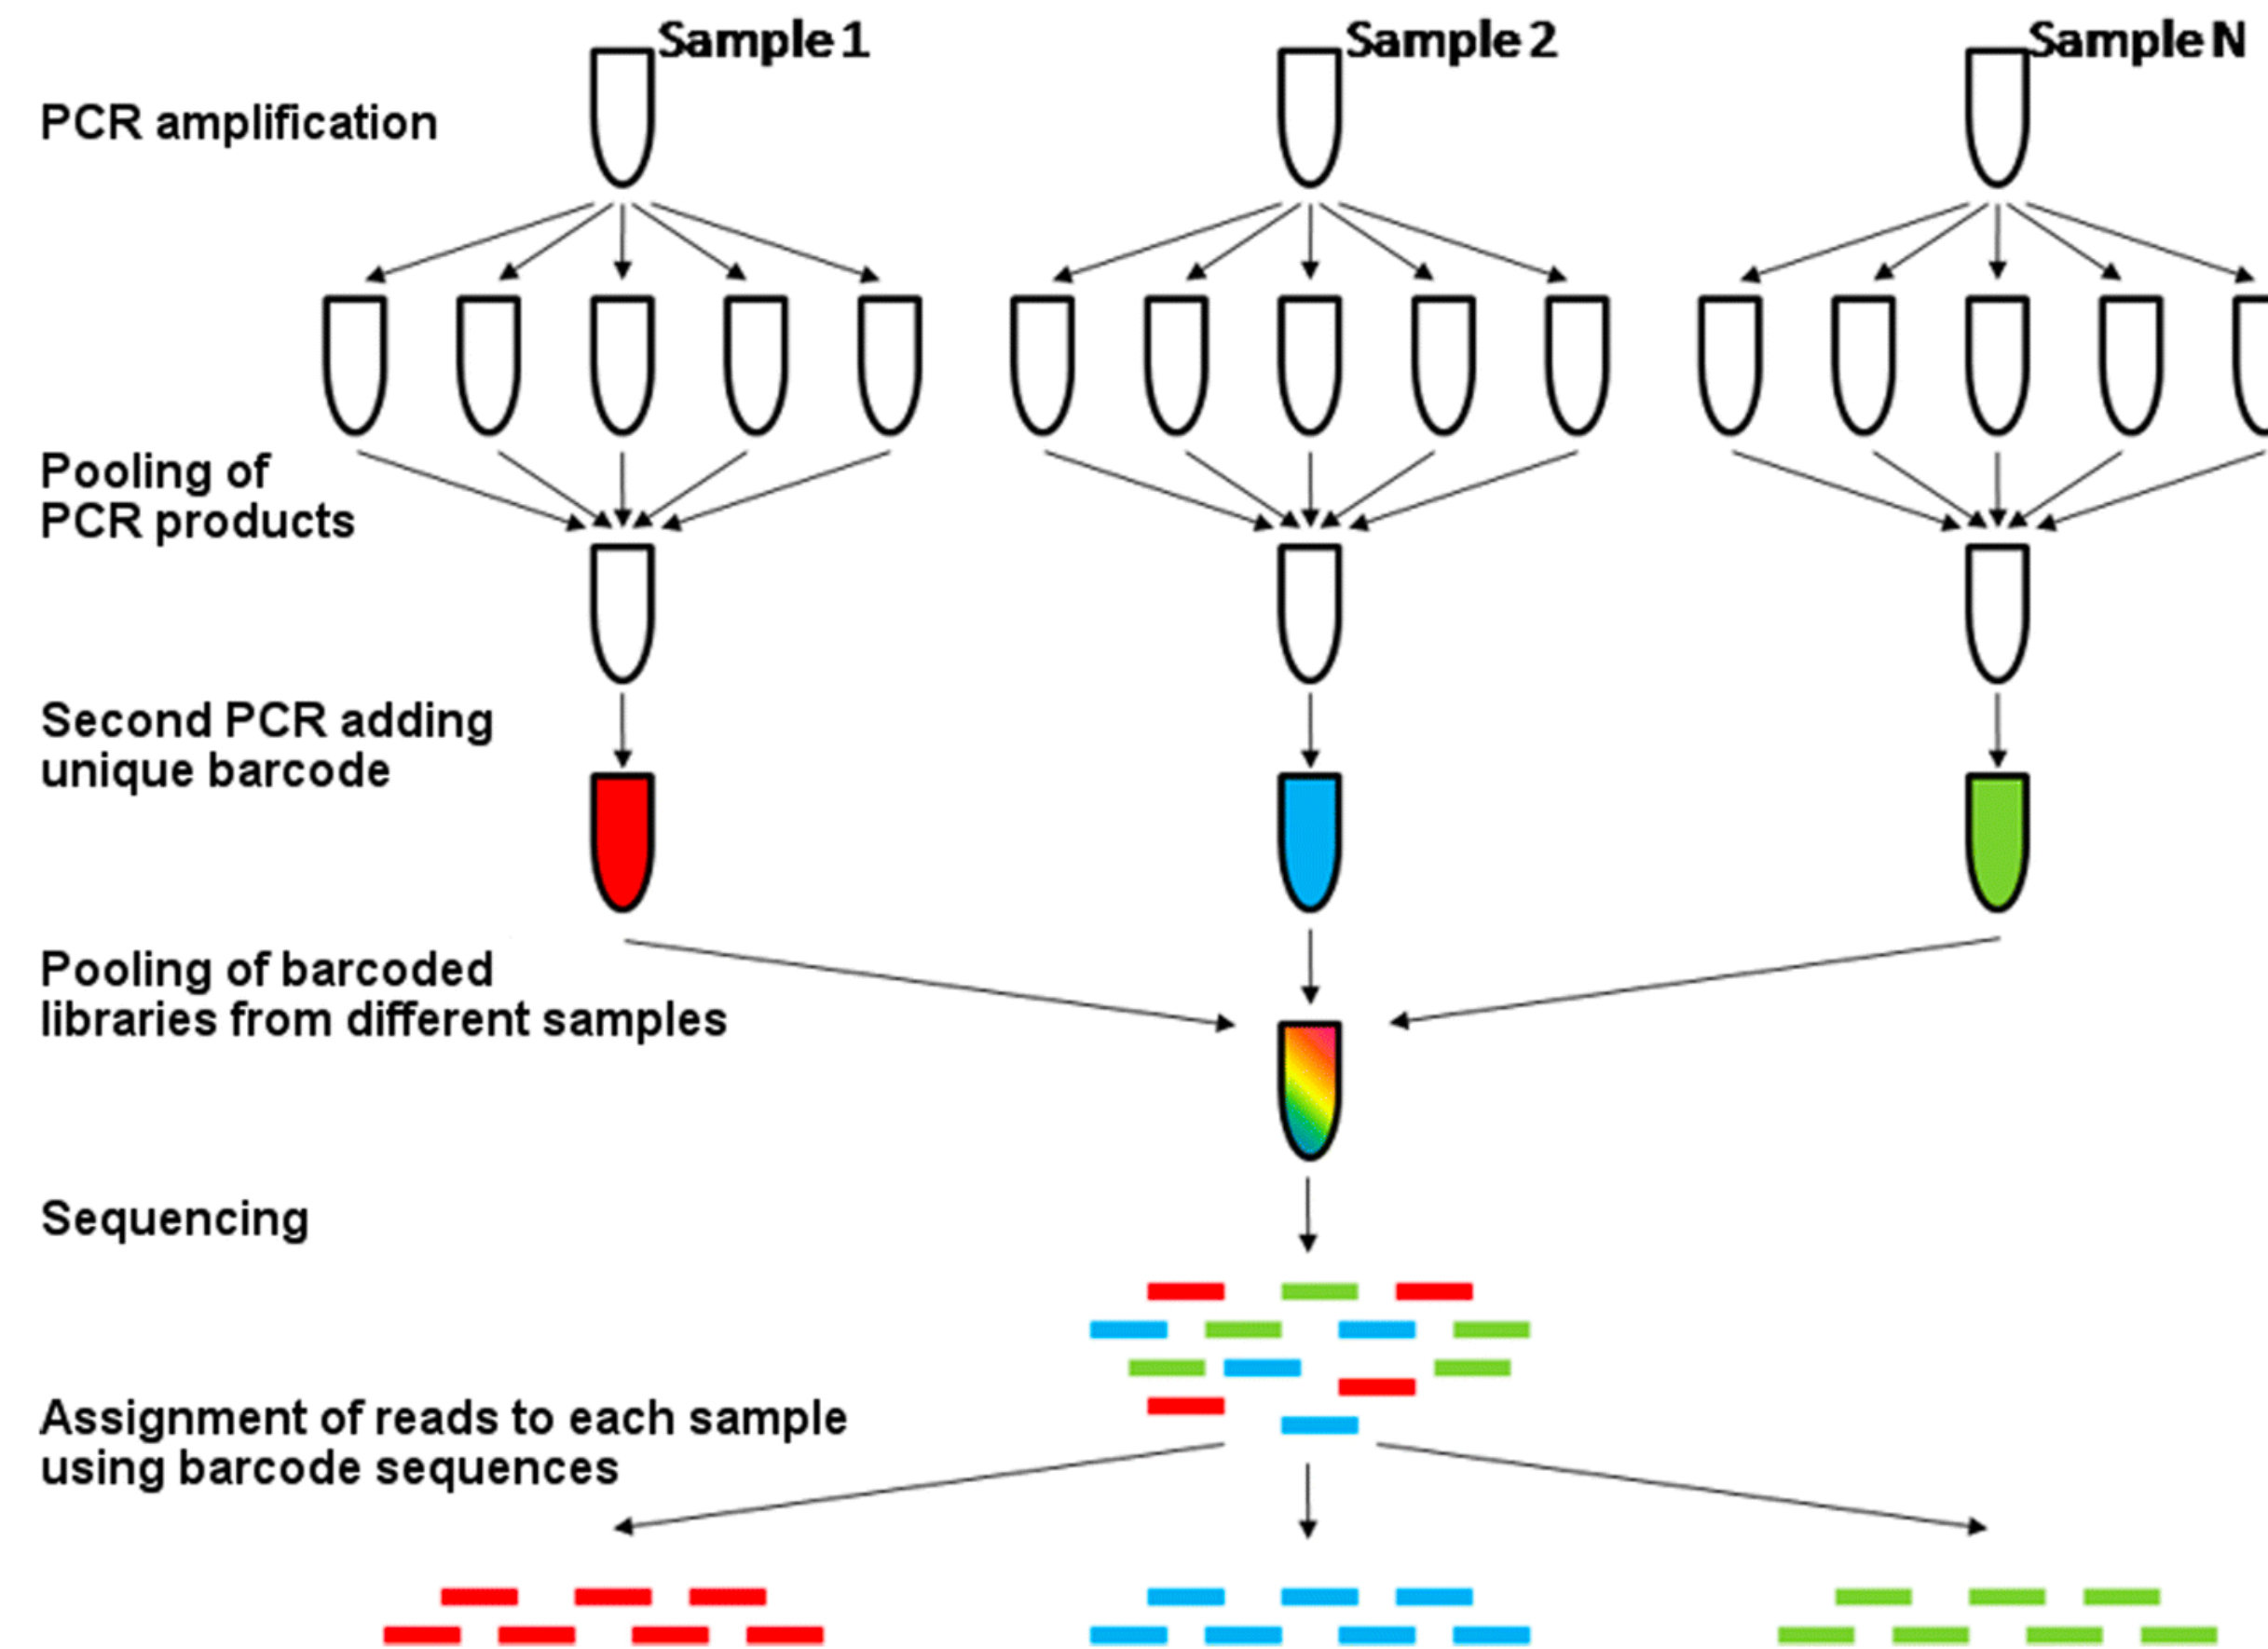 Sample 1
Sample 2
Sample N
PCR amplification
Pooling of
PCR products
Second PCR adding
unique barcode
Pooling of barcoded
libraries from different samples
Sequencing
Assignment of reads to each sample
using barcode sequences